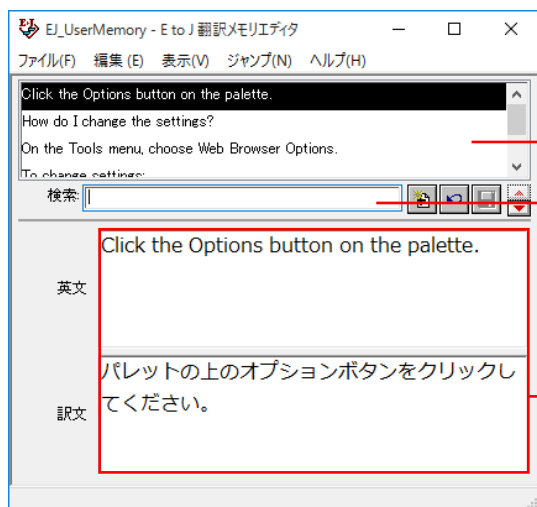 EJ_UserMemory - E to J 翻訳メモリエディタ
ファイル(F) 編集 (E) 表示(V) ジャンプ(N) ヘルプ(H)
Click the Options button on the palette.
How do I change the settings?
On the Tools menu, choose Web Browser Options.
To change settings:
検索:
Click the Options button on the palette.
英文
パレットの上のオプションボタンをクリックし
てください。
訳文